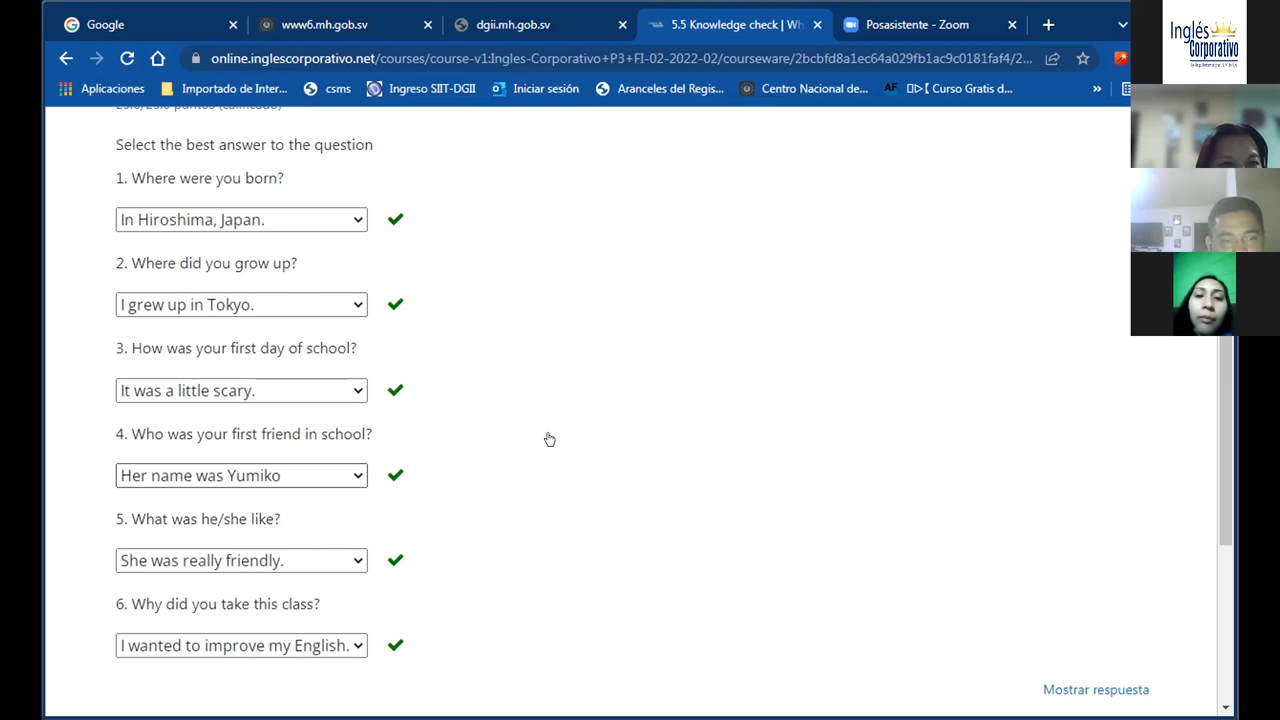 Google
www6.mh.gob.sv
dgii.mh.gob.sv
5.5 Knowledge check | Wh
Posasistente - Zoom
online.inglescorporativo.net/courses/course-v1:Ingles-Corporativo+P3+FI-02-2022-02/courseware/2bcbfd8a1ec64a029fb1ac9c0181faf4/2...
Aplicaciones
Importado de Inter...
csms
Ingreso SIIT-DGII
Iniciar sesión
Aranceles del Regis...
Centro Nacional de...
AF
【 Curso Gratis d...
»
Inglés
Corporativo
Select the best answer to the question
1. Where were you born?
In Hiroshima, Japan.
2. Where did you grow up?
I grew up in Tokyo.
3. How was your first day of school?
It was a little scary.
4. Who was your first friend in school?
Her name was Yumiko
5. What was he/she like?
She was really friendly.
6. Why did you take this class?
I wanted to improve my English.
Mostrar respuesta